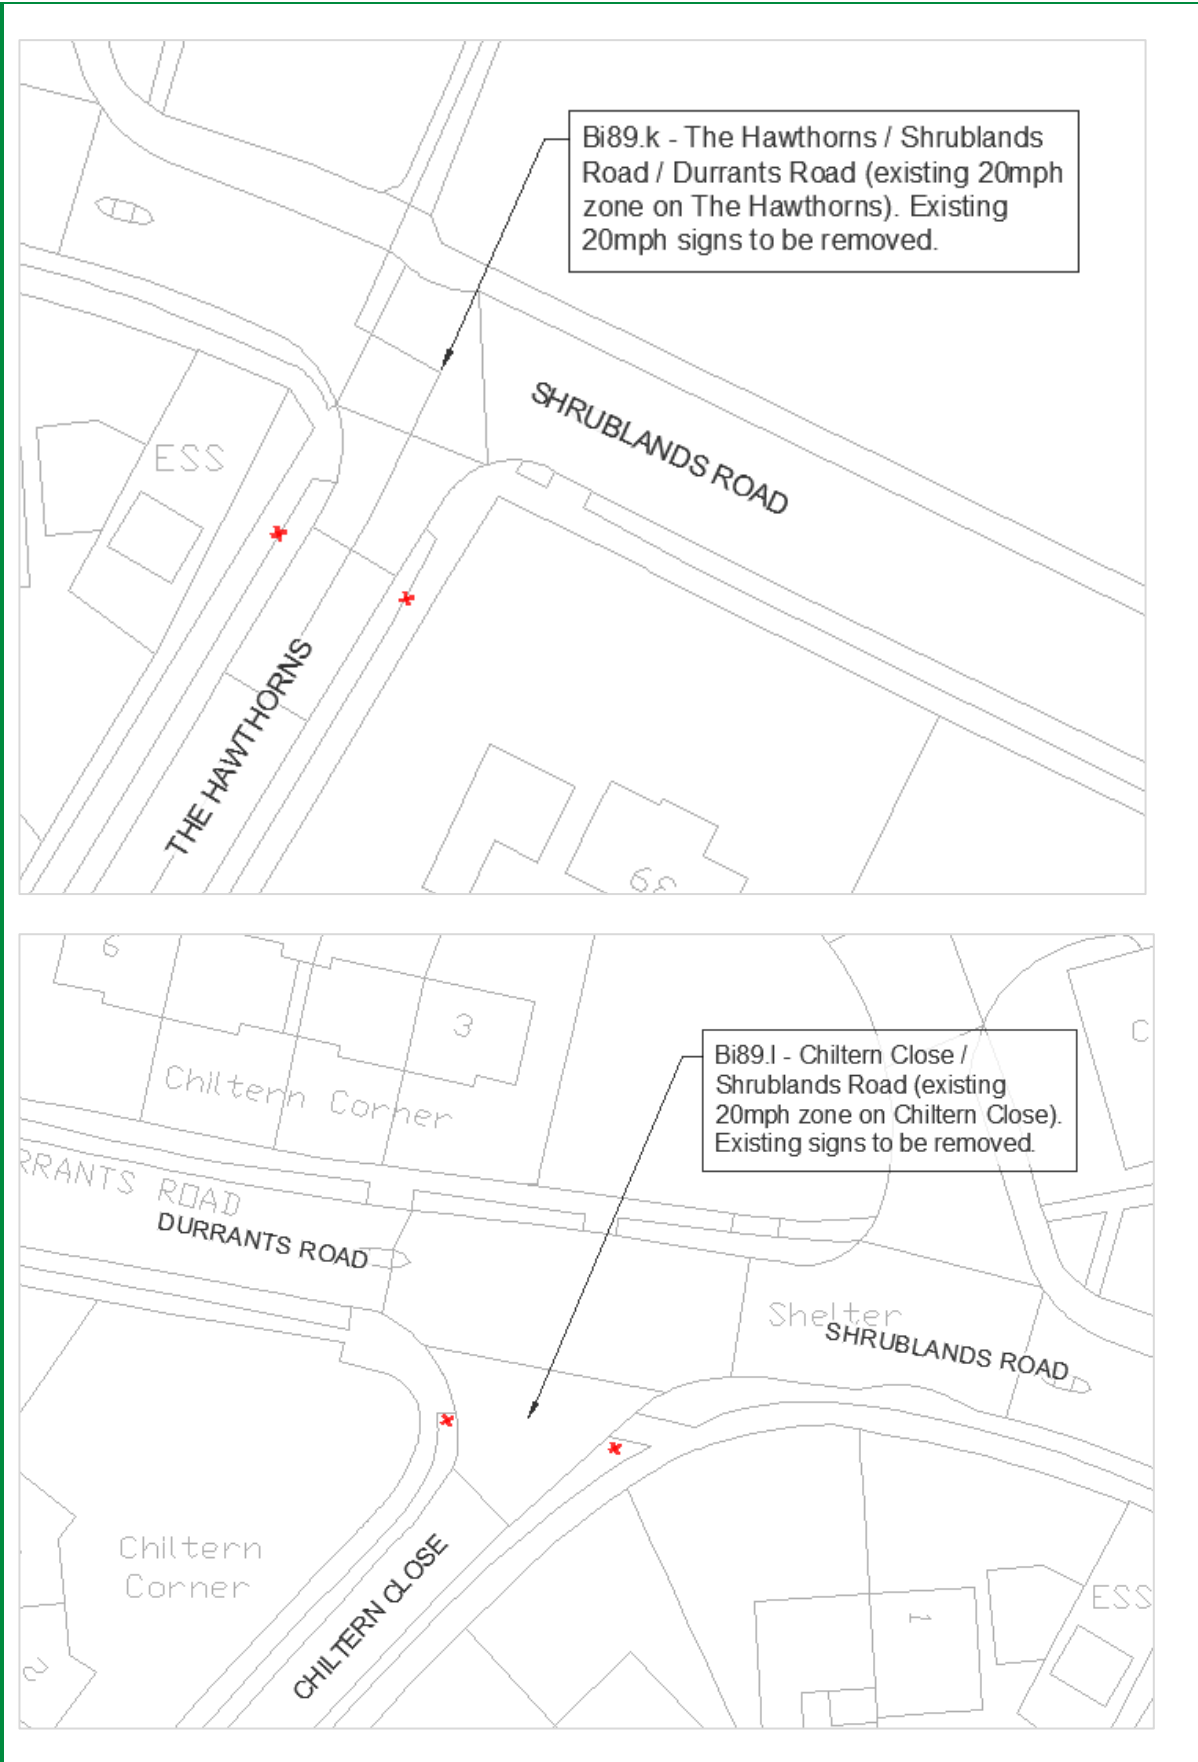 Bi89.k - The Hawthorns / Shrublands
Road / Durrants Road (existing 20mph
zone on The Hawthorns). Existing
20mph signs to be removed.
SHRUBLANDS ROAD
ESS
THE HAWTHORNS
6
3
Chiltern Corner
Bi89.l - Chiltern Close /
Shrublands Road (existing
20mph zone on Chiltern Close).
Existing signs to be removed.
C
RRANTS ROAD
DURRANTS ROAD
Shelter
SHRUBLANDS ROAD
Chiltern
Corner
CHILTERN CLOSE
1
ESS
2